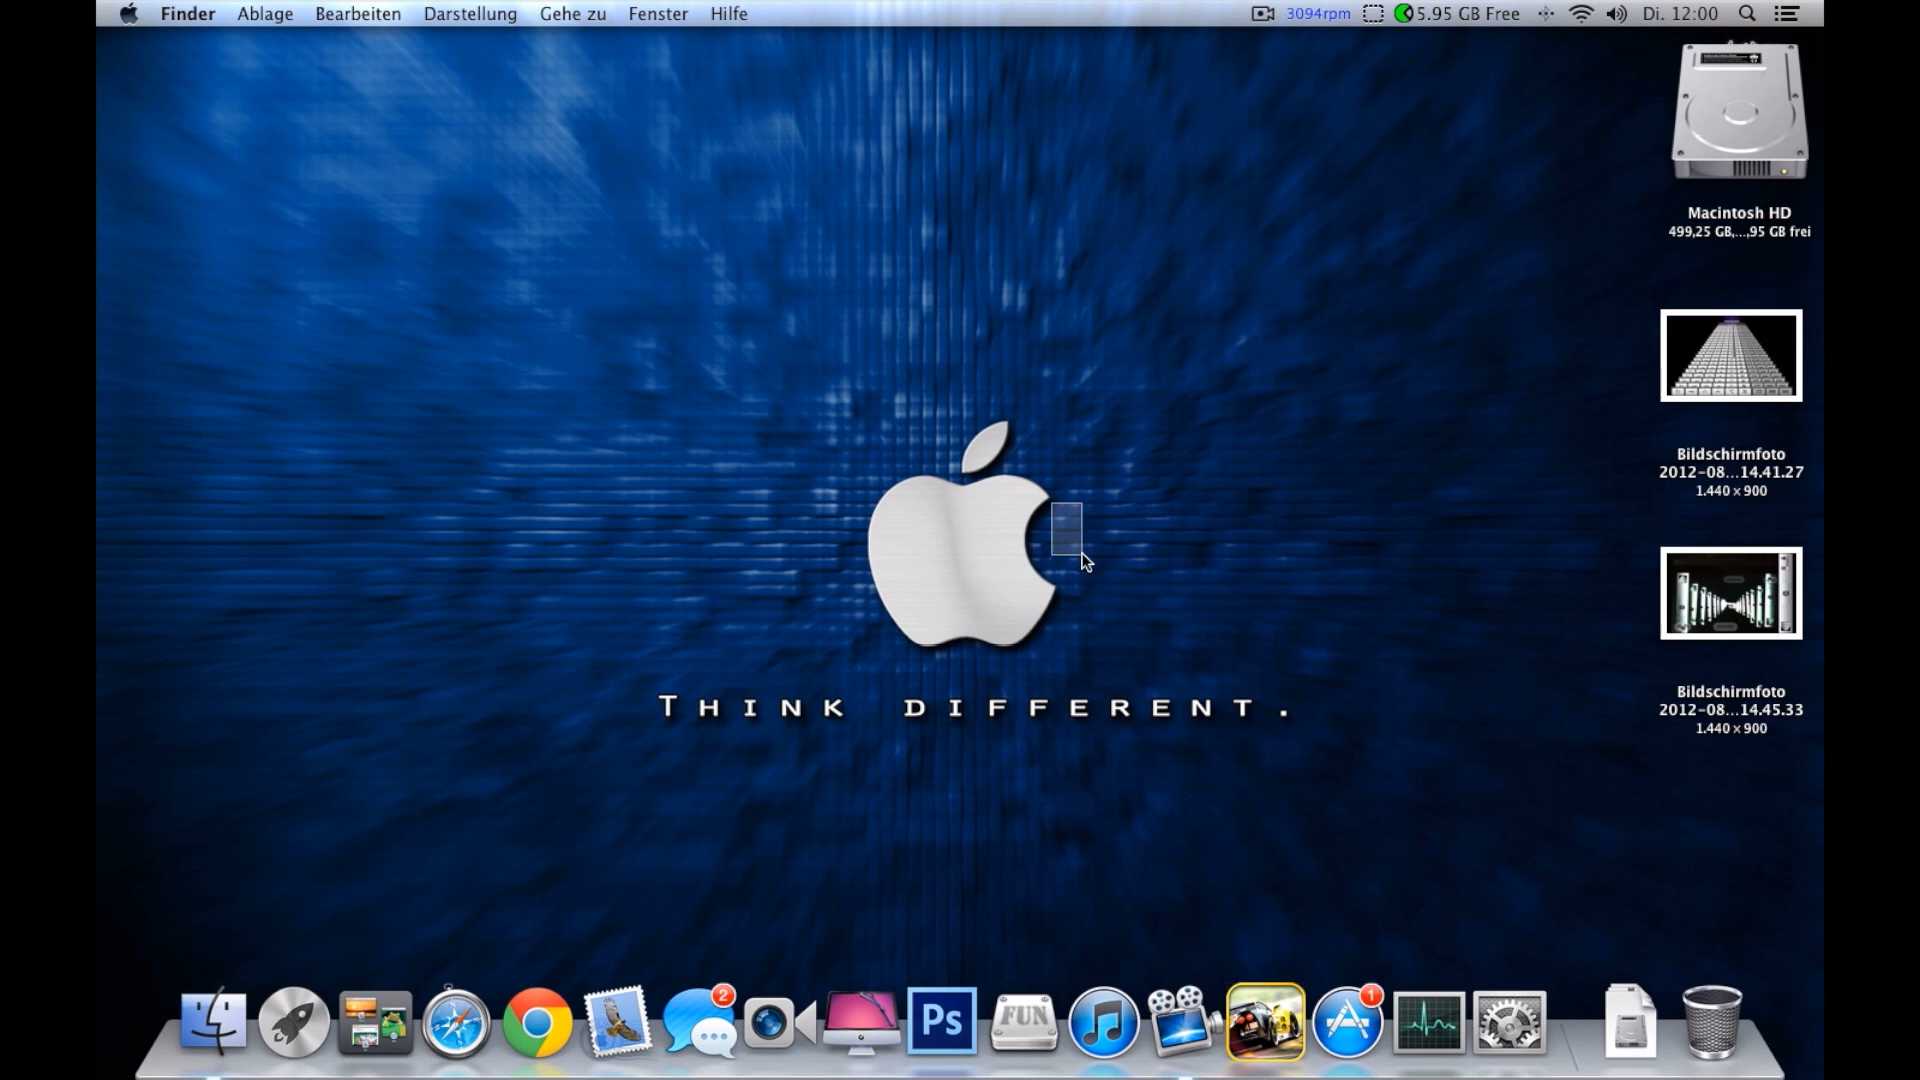 Finder Ablage Bearbeiten Darstellung Gehe zu Fenster Hilfe 3094rpm 5.95 GB Free Di. 12:00
Macintosh HD
499,25 GB,...,95 GB frei
Bildschirmfoto
2012-08...14.41.27
1.440 × 900
Bildschirmfoto
2012-08...14.45.33
1.440 × 900
THINK DIFFERENT.
2
Ps
FUN
1